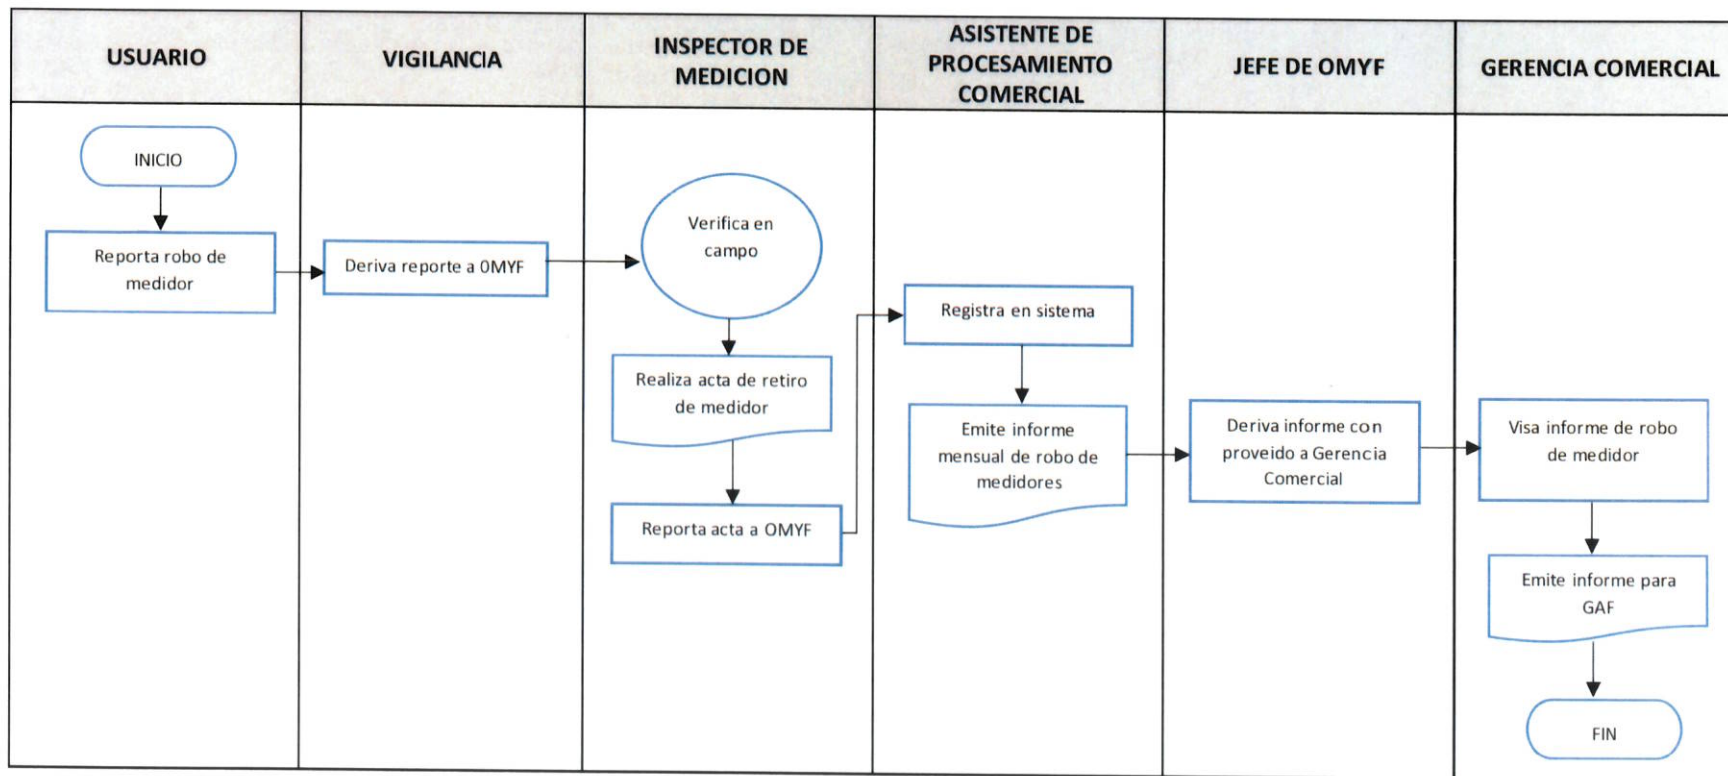 USUARIO
VIGILANCIA
INSPECTOR DE
MEDICION
ASISTENTE DE
PROCESAMIENTO
COMERCIAL
JEFE DE OMYF
GERENCIA COMERCIAL
INICIO
Reporta robo de
medidor
Deriva reporte a OMYF
Verifica en
campo
Realiza acta de retiro
de medidor
Reporta acta a OMYF
Registra en sistema
Emite informe
mensual de robo de
medidores
Deriva informe con
proveido a Gerencia
Comercial
Visa informe de robo
de medidor
Emite informe para
GAF
FIN